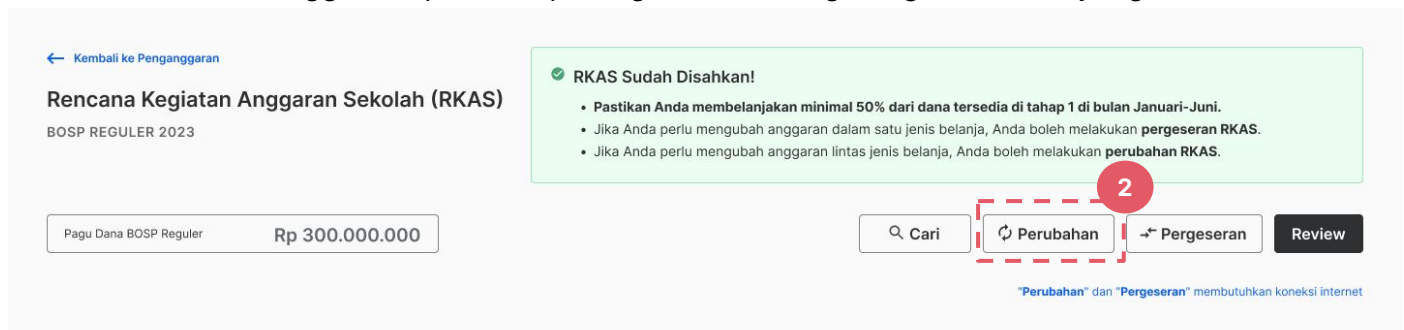 Kembali ke Penganggaran
Rencana Kegiatan Anggaran Sekolah (RKAS)
BOSP REGULER 2023
RKAS Sudah Disahkan!
• Pastikan Anda membelanjakan minimal 50% dari dana tersedia di tahap 1 di bulan Januari-Juni.
• Jika Anda perlu mengubah anggaran dalam satu jenis belanja, Anda boleh melakukan pergeseran RKAS.
• Jika Anda perlu mengubah anggaran lintas jenis belanja, Anda boleh melakukan perubahan RKAS.
2
Pagu Dana BOSP Reguler Rp 300.000.000
Cari Perubahan Pergeseran Review
"Perubahan" dan "Pergeseran" membutuhkan koneksi internet